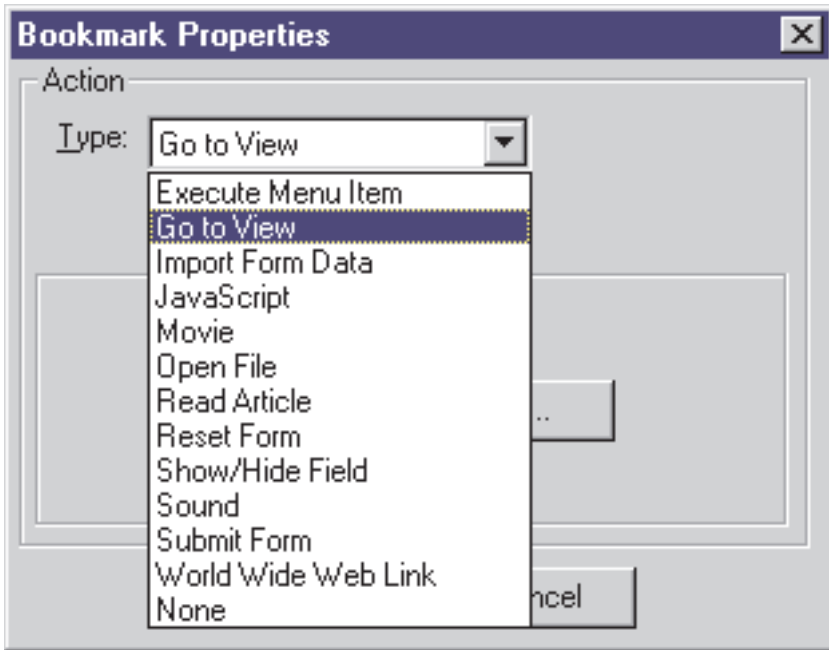 Bookmark Properties
Action
Type: Go to View
Execute Menu Item
Go to View
Import Form Data
JavaScript
Movie
Open File
Read Article
..
Reset Form
Show/Hide Field
Sound
Submit Form
World Wide Web Link
ncel
None